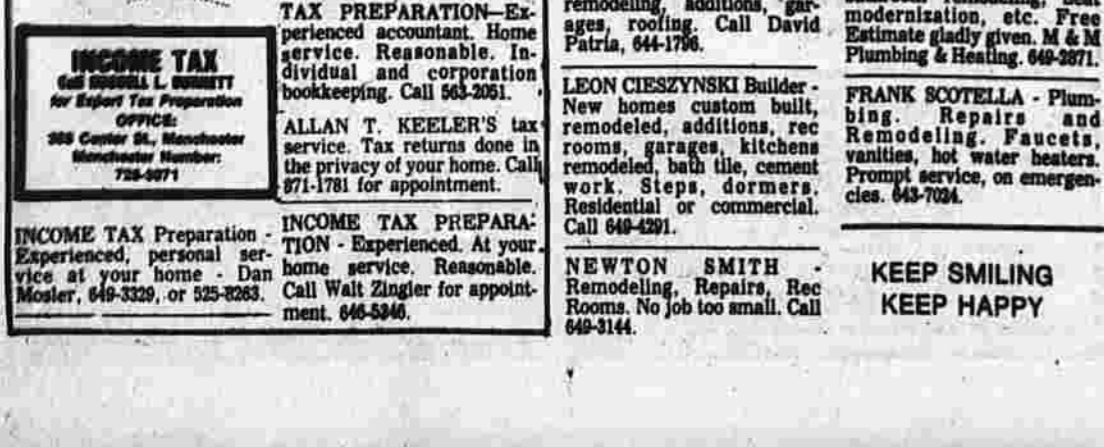 INCOME TAX
Call RUSSELL L. BURNETT
for Expert Tax Preparation
OFFICE:
Center St., Manchester
Manchester Number:
INCOME TAX Preparation -
Experienced, personal ser-
vice at your home - Dan
Mosler, 649-3329, or 525-8263.
TAX PREPARATION—Ex-
perienced accountant. Home
service. Reasonable. In-
dividual and corporation
bookkeeping. Call 563-2051.
ALLAN T. KEELER'S tax
service. Tax returns done in
the privacy of your home. Call
871-1781 for appointment.
INCOME TAX PREPARA-
TION - Experienced. At your
home service. Reasonable.
Call Walt Zingler for appoint-
ment. 646-5346.
remodeling, additions, gar-
ages, roofing. Call David
Patria, 644-1796.
LEON CIESZYNSKI Builder -
New homes custom built,
remodeled, additions, rec
rooms, garages, kitchens
remodeled, bath tile, cement
work. Steps, dormers.
Residential or commercial.
Call 649-4291.
NEWTON SMITH -
Remodeling, Repairs, Rec
Rooms. No job too small. Call
649-3144.
modernization, etc. Free
Estimate gladly given. M & M
Plumbing & Heating. 649-2871.
FRANK SCOTELLA - Plum-
bing. Repairs and
Remodeling. Faucets,
vanities, hot water heaters.
Prompt service, on emergen-
cies. 643-7024.
KEEP SMILING
KEEP HAPPY